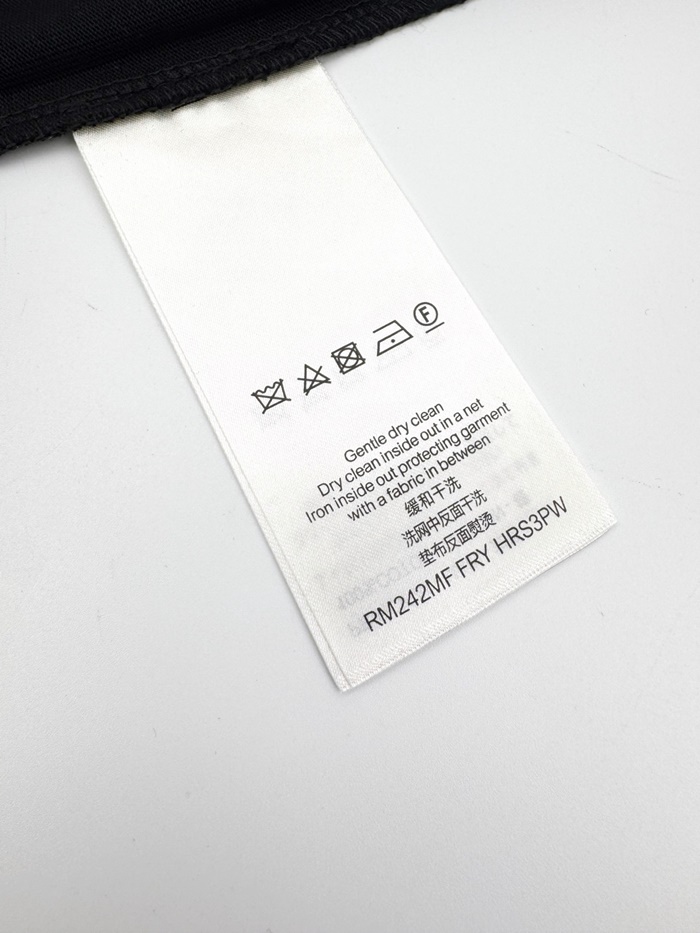 F
Gentle dry clean
Dry clean inside out in a net
Iron inside out protecting garment
with a fabric in between
缓和干洗
洗网中反面干洗
垫布反面熨烫
RM242MF FRY HRS3PW